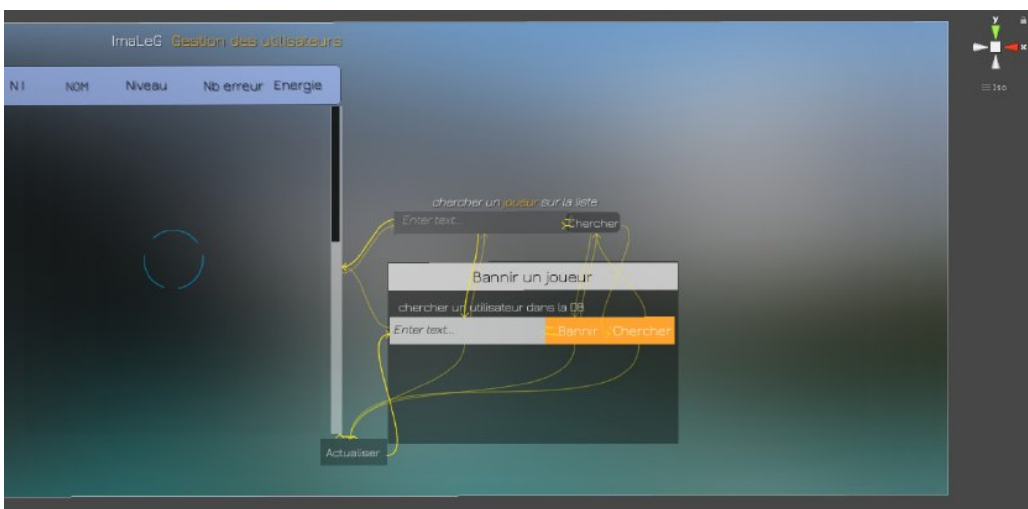 ImaLeG Gestion des utilisateurs
NI NOM Niveau Nb erreur Energie
chercher un joueur sur la liste
Enter text... Chercher
Bannir un joueur
chercher un utilisateur dans la DB
Enter text... Bannir Chercher
Actualiser
y
x
Iso